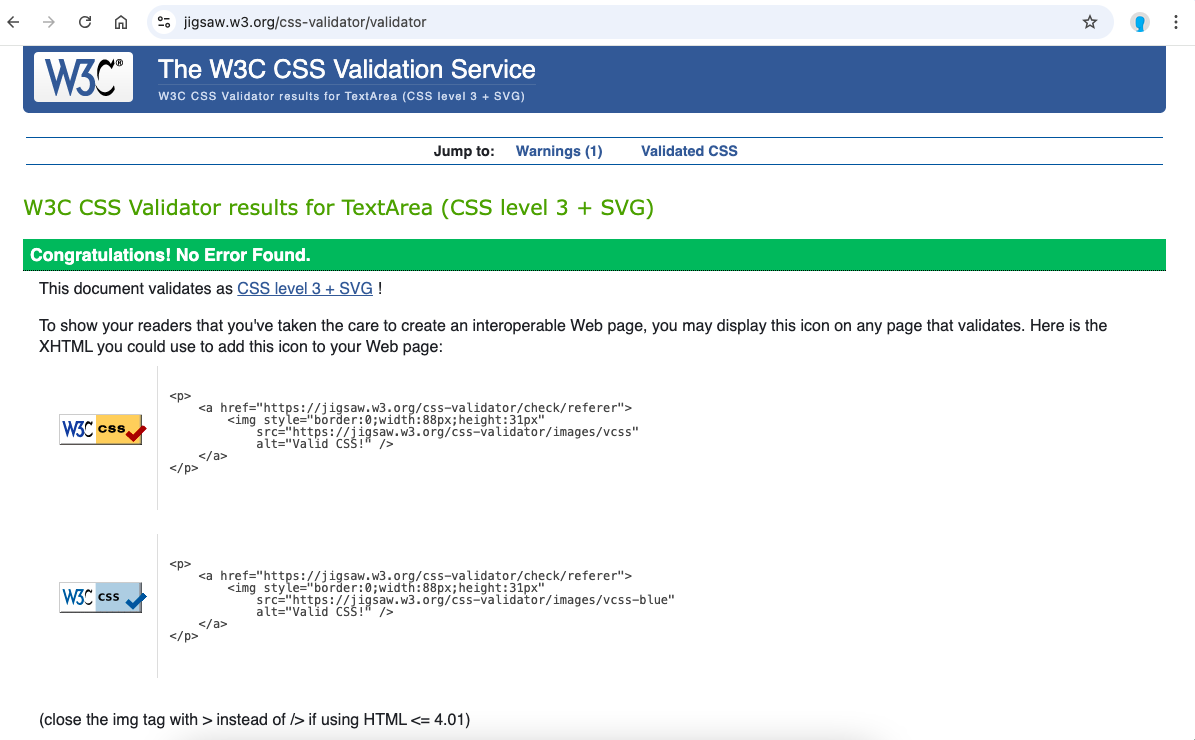 jigsaw.w3.org/css-validator/validator
W3C®
The W3C CSS Validation Service
W3C CSS Validator results for TextArea (CSS level 3 + SVG)
Jump to: Warnings (1) Validated CSS
W3C CSS Validator results for TextArea (CSS level 3 + SVG)
Congratulations! No Error Found.
This document validates as CSS level 3 + SVG !
To show your readers that you've taken the care to create an interoperable Web page, you may display this icon on any page that validates. Here is the
XHTML you could use to add this icon to your Web page:
W3C css
<p>
    <a href="https://jigsaw.w3.org/css-validator/check/referer">
        <img style="border:0;width:88px;height:31px"
            src="https://jigsaw.w3.org/css-validator/images/vcss"
            alt="Valid CSS!" />
    </a>
</p>
W3C css
<p>
    <a href="https://jigsaw.w3.org/css-validator/check/referer">
        <img style="border:0;width:88px;height:31px"
            src="https://jigsaw.w3.org/css-validator/images/vcss-blue"
            alt="Valid CSS!" />
    </a>
</p>
(close the img tag with > instead of /> if using HTML <= 4.01)